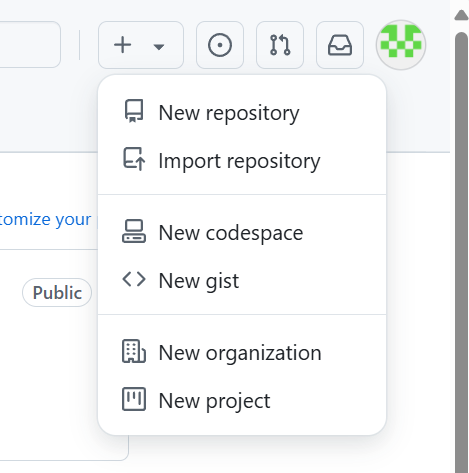 New repository
Import repository
tomize your
New codespace
Public
New gist
New organization
New project